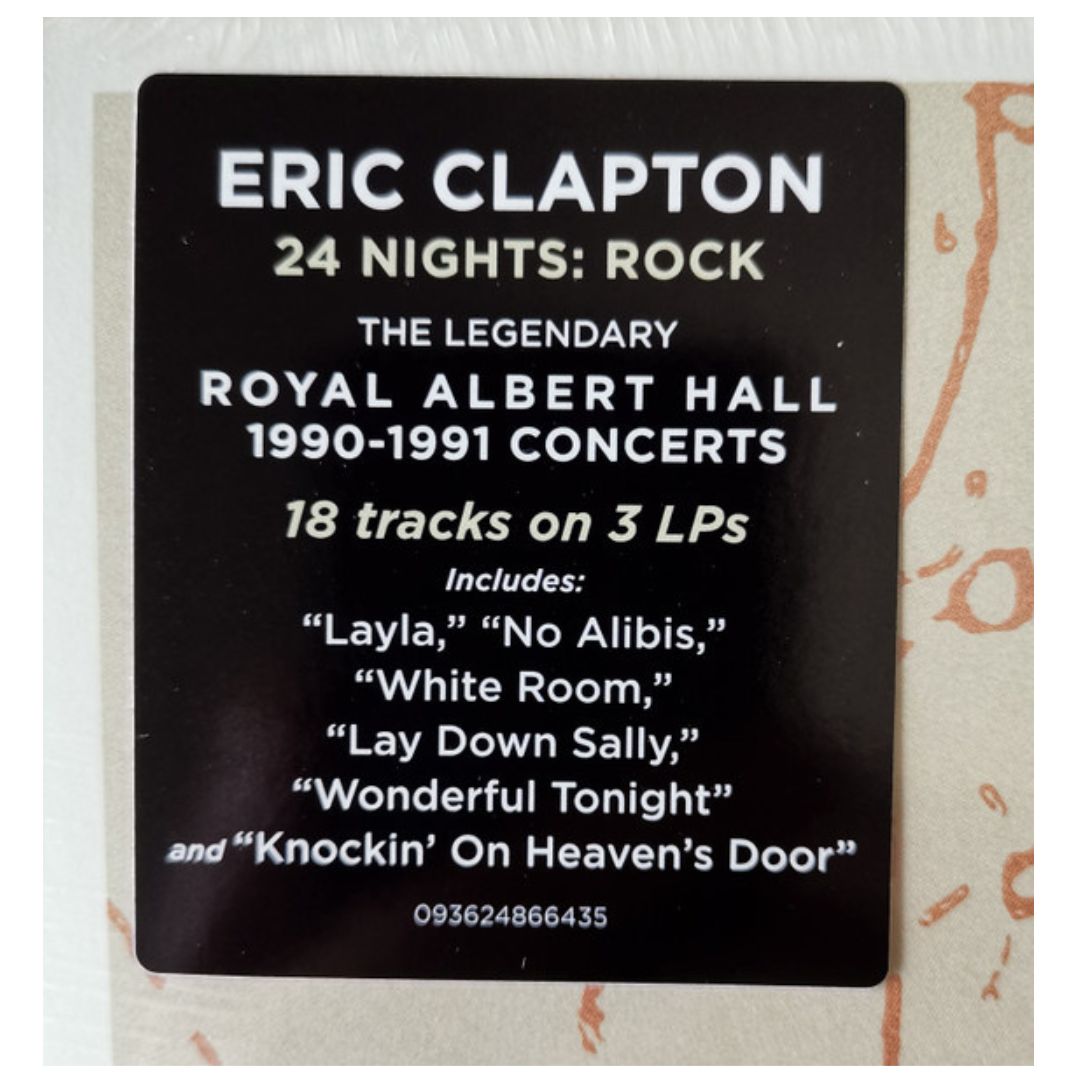 ERIC CLAPTON
24 NIGHTS: ROCK
THE LEGENDARY
ROYAL ALBERT HALL
1990-1991 CONCERTS
18 tracks on 3 LPs
Includes:
“Layla,” “No Alibis,”
“White Room,”
“Lay Down Sally,”
“Wonderful Tonight”
and “Knockin’ On Heaven’s Door”
093624866435